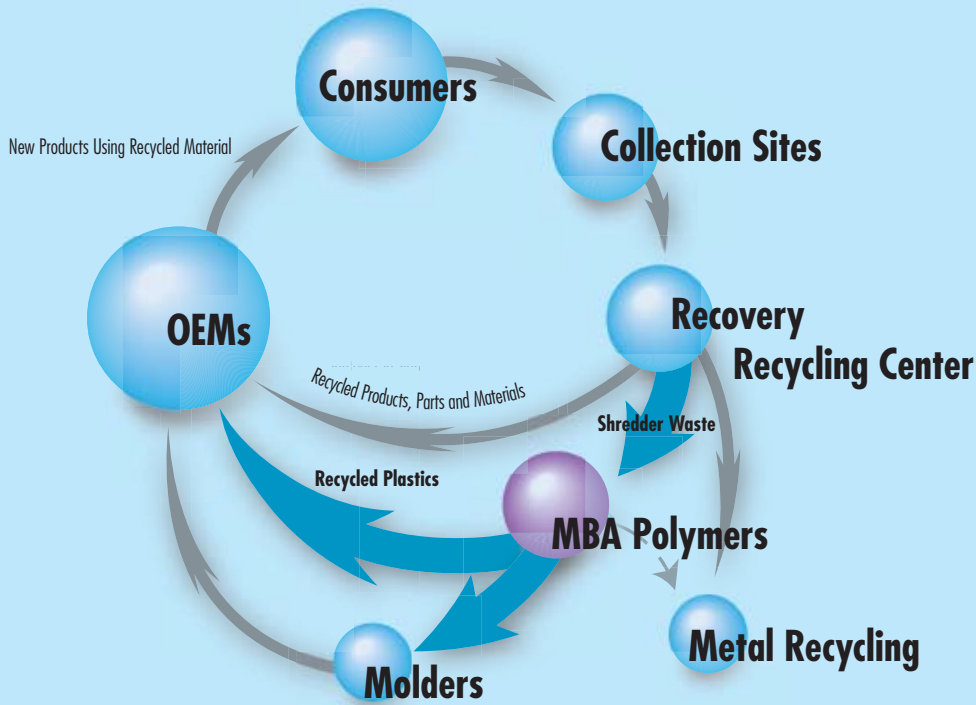 Consumers
New Products Using Recycled Material
Collection Sites
OEMs
Recovery
Recycling Center
Recycled Products, Parts and Materials
Shredder Waste
Recycled Plastics
MBA Polymers
Metal Recycling
Molders